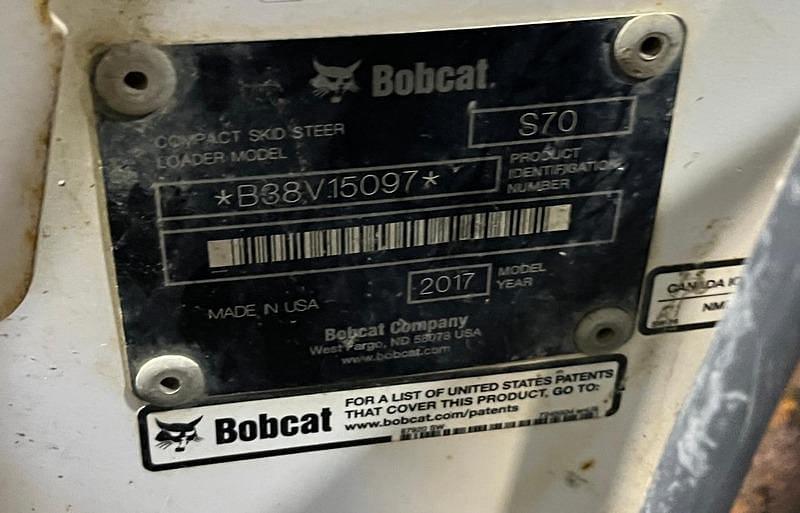 Bobcat
COMPACT SKID STEER
LOADER MODEL
S70
*B38V15097*
PRODUCT
IDENTIFICATION
NUMBER
2017
MODEL
YEAR
MADE IN USA
Bobcat Company
West Fargo, ND 58078 USA
www.bobcat.com
Bobcat
FOR A LIST OF UNITED STATES PATENTS
THAT COVER THIS PRODUCT, GO TO:
www.bobcat.com/patents
CANADA
NM